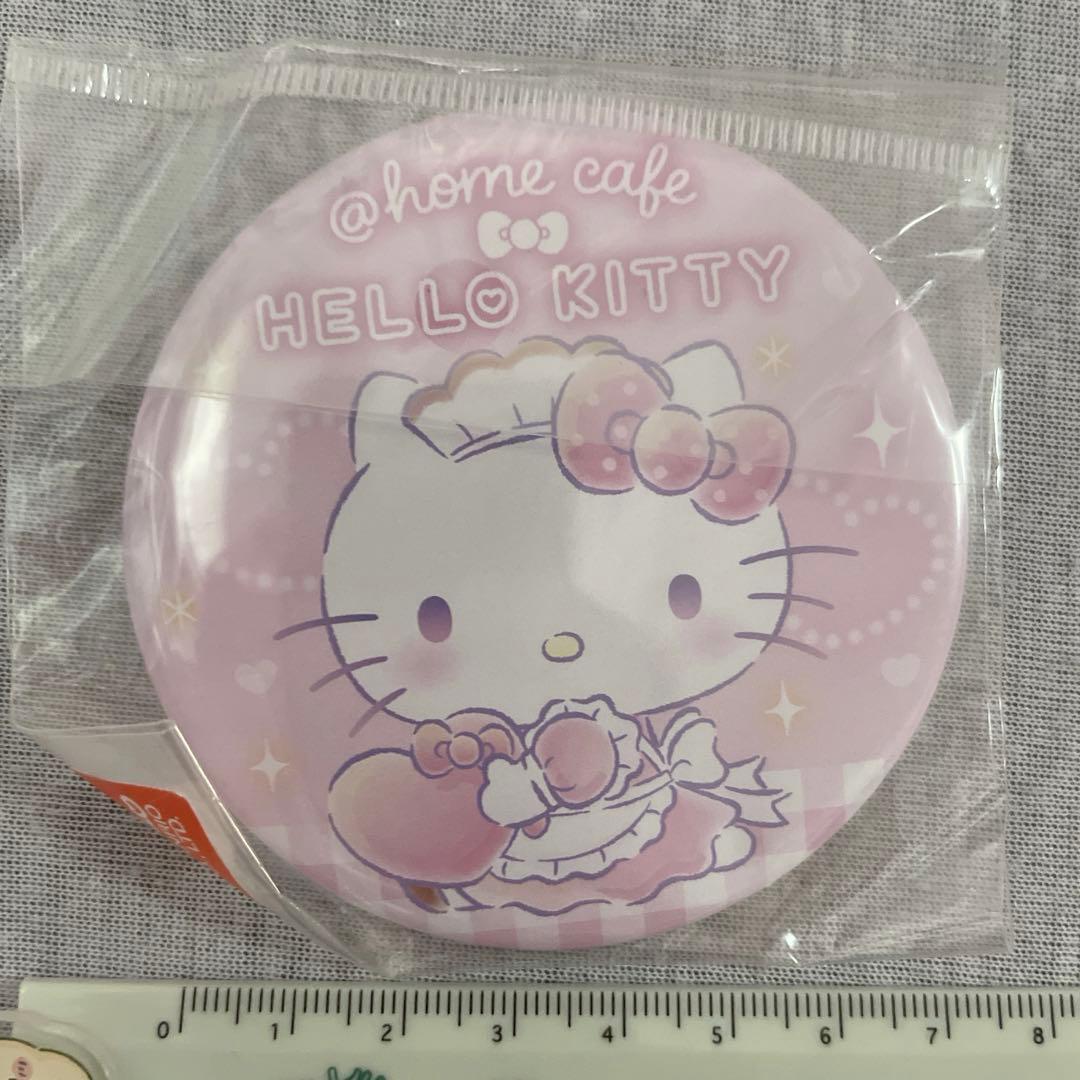 @home cafe
HELLO KITTY
0 1 2 3 4 5 6 7 8